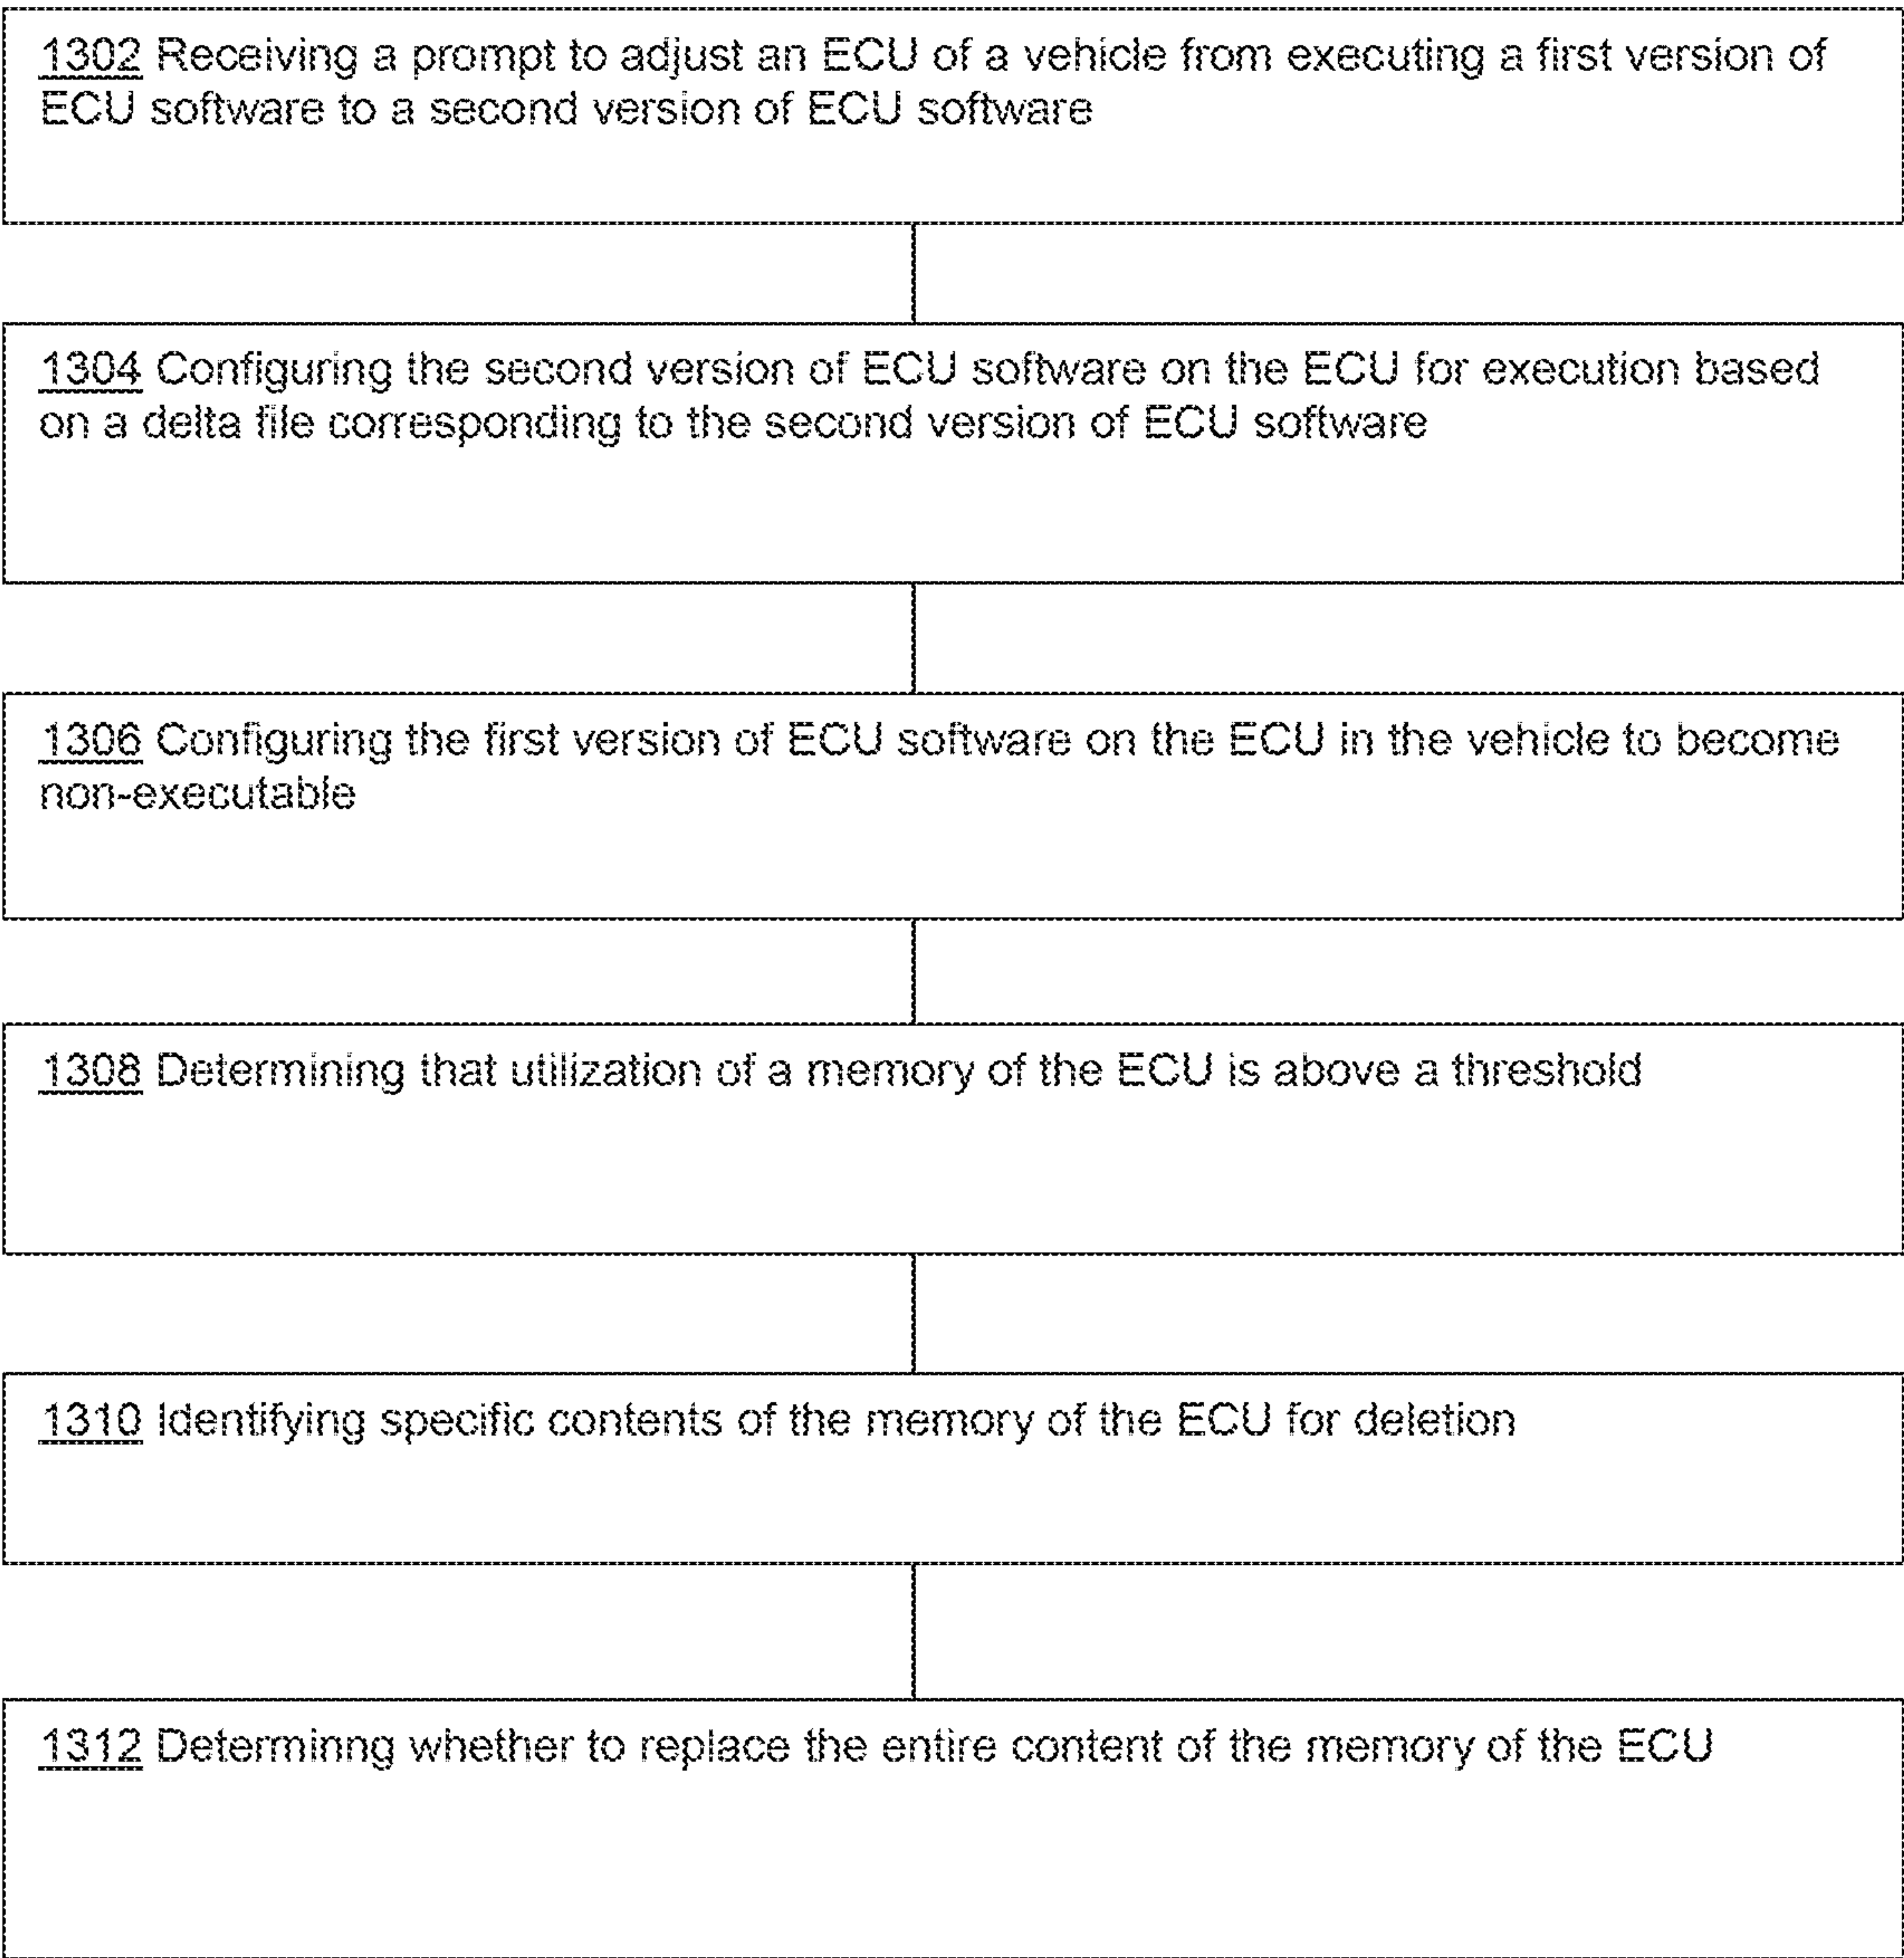 1302 Receiving a prompt to adjust an ECU of a vehicle from executing a first version of
ECU software to a second version of ECU software
1304 Configuring the second version of ECU software on the ECU for execution based
on a delta file corresponding to the second version of ECU software
1306 Configuring the first version of ECU software on the ECU in the vehicle to become
non-executable
1308 Determining that utilization of a memory of the ECU is above a threshold
1310 Identifying specific contents of the memory of the ECU for deletion
1312 Determinng whether to replace the entire content of the memory of the ECU